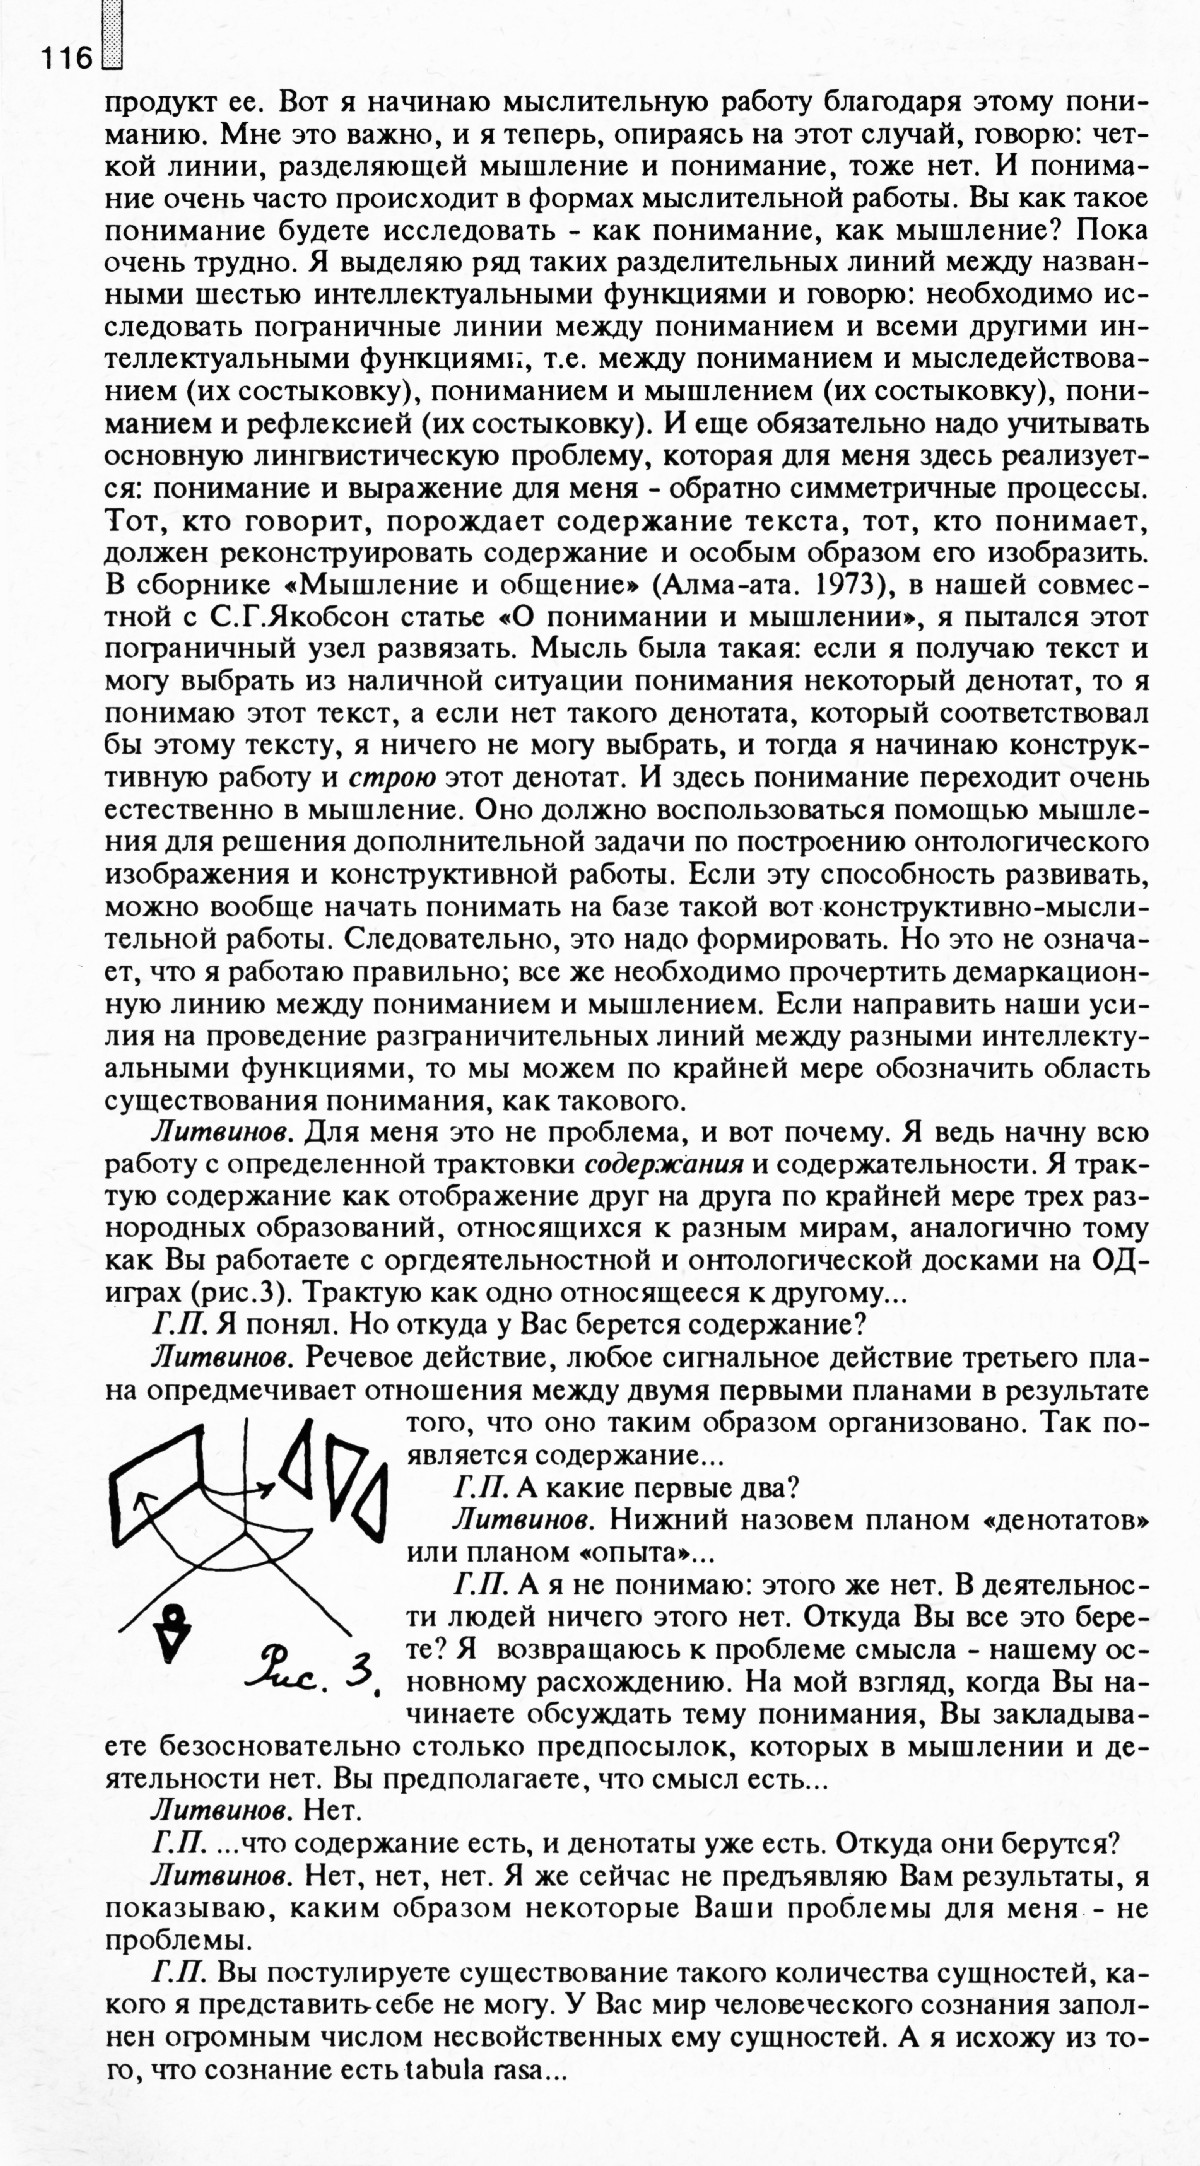 116
продукт ее. Вот я начинаю мыслительную работу благодаря этому пони-
манию. Мне это важно, и я теперь, опираясь на этот случай, говорю: чет-
кой линии, разделяющей мышление и понимание, тоже нет. И понима-
ние очень часто происходит в формах мыслительной работы. Вы как такое
понимание будете исследовать - как понимание, как мышление? Пока
очень трудно. Я выделяю ряд таких разделительных линий между назван-
ными шестью интеллектуальными функциями и говорю: необходимо ис-
следовать пограничные линии между пониманием и всеми другими ин-
теллектуальными функциями, т.е. между пониманием и мыследействова-
нием (их состыковку), пониманием и мышлением (их состыковку), пони-
манием и рефлексией (их состыковку). И еще обязательно надо учитывать
основную лингвистическую проблему, которая для меня здесь реализует-
ся: понимание и выражение для меня - обратно симметричные процессы.
Тот, кто говорит, порождает содержание текста, тот, кто понимает,
должен реконструировать содержание и особым образом его изобразить.
В сборнике «Мышление и общение» (Алма-ата. 1973), в нашей совмес-
тной с С.Г.Якобсон статье «О понимании и мышлении», я пытался этот
пограничный узел развязать. Мысль была такая: если я получаю текст и
могу выбрать из наличной ситуации понимания некоторый денотат, то я
понимаю этот текст, а если нет такого денотата, который соответствовал
бы этому тексту, я ничего не могу выбрать, и тогда я начинаю конструк-
тивную работу и строю этот денотат. И здесь понимание переходит очень
естественно в мышление. Оно должно воспользоваться помощью мышле-
ния для решения дополнительной задачи по построению онтологического
изображения и конструктивной работы. Если эту способность развивать,
можно вообще начать понимать на базе такой вот конструктивно-мысли-
тельной работы. Следовательно, это надо формировать. Но это не означа-
ет, что я работаю правильно; все же необходимо прочертить демаркацион-
ную линию между пониманием и мышлением. Если направить наши уси-
лия на проведение разграничительных линий между разными интеллекту-
альными функциями, то мы можем по крайней мере обозначить область
существования понимания, как такового.
Литвинов. Для меня это не проблема, и вот почему. Я ведь начну всю
работу с определенной трактовки содержания и содержательности. Я трак-
тую содержание как отображение друг на друга по крайней мере трех раз-
нородных образований, относящихся к разным мирам, аналогично тому
как Вы работаете с оргдеятельностной и онтологической досками на ОД-
играх (рис.3). Трактую как одно относящееся к другому...
Г.П. Я понял. Но откуда у Вас берется содержание?
Литвинов. Речевое действие, любое сигнальное действие третьего пла-
на опредмечивает отношения между двумя первыми планами в результате
того, что оно таким образом организовано. Так по-
является содержание...
Г.П. А какие первые два?
Литвинов. Нижний назовем планом «денотатов»
или планом «опыта»...
Г.П. А я не понимаю: этого же нет. В деятельнос-
ти людей ничего этого нет. Откуда Вы все это бере-
те? Я возвращаюсь к проблеме смысла - нашему ос-
новному расхождению. На мой взгляд, когда Вы на-
чинаете обсуждать тему понимания, Вы закладыва-
Рис. 3.
ете безосновательно столько предпосылок, которых в мышлении и де-
ятельности нет. Вы предполагаете, что смысл есть...
Литвинов. Нет.
Г.П. ...что содержание есть, и денотаты уже есть. Откуда они берутся?
Литвинов. Нет, нет, нет. Я же сейчас не предъявляю Вам результаты, я
показываю, каким образом некоторые Ваши проблемы для меня - не
проблемы.
Г.П. Вы постулируете существование такого количества сущностей, ка-
кого я представить себе не могу. У Вас мир человеческого сознания запол-
нен огромным числом несвойственных ему сущностей. А я исхожу из то-
го, что сознание есть tabula rasa...